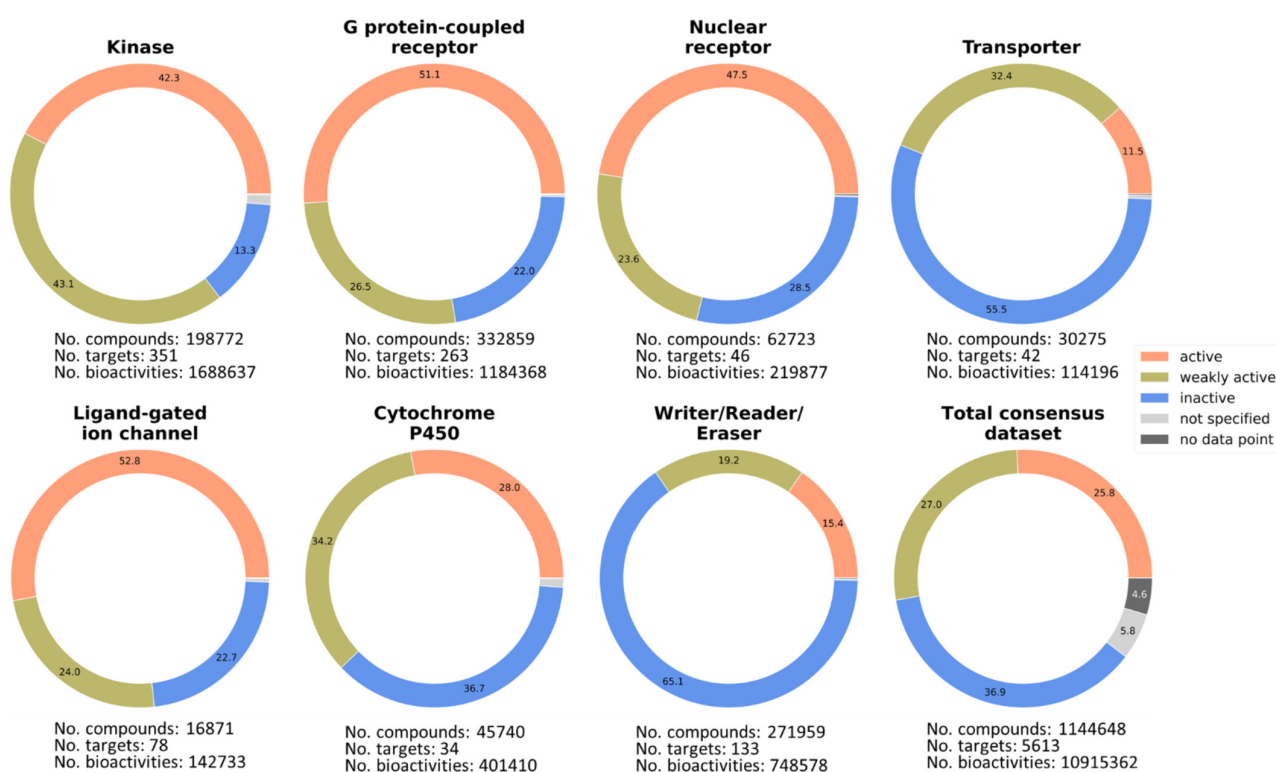 Kinase
42.3
43.1
13.3
No. compounds: 198772
No. targets: 351
No. bioactivities: 1688637
G protein-coupled
receptor
51.1
26.5
22.0
No. compounds: 332859
No. targets: 263
No. bioactivities: 1184368
Nuclear
receptor
47.5
23.6
28.5
No. compounds: 62723
No. targets: 46
No. bioactivities: 219877
Transporter
32.4
11.5
55.5
No. compounds: 30275
No. targets: 42
No. bioactivities: 114196
active
weakly active
inactive
not specified
no data point
Ligand-gated
ion channel
52.8
24.0
22.7
No. compounds: 16871
No. targets: 78
No. bioactivities: 142733
Cytochrome
P450
28.0
34.2
36.7
No. compounds: 45740
No. targets: 34
No. bioactivities: 401410
Writer/Reader/
Eraser
19.2
15.4
65.1
No. compounds: 271959
No. targets: 133
No. bioactivities: 748578
Total consensus
dataset
25.8
27.0
4.6
5.8
36.9
No. compounds: 1144648
No. targets: 5613
No. bioactivities: 10915362